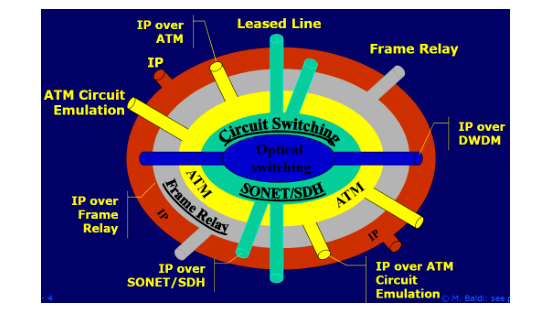 IP over
ATM
Leased Line
Frame Relay
IP
ATM Circuit
Emulation
Circuit Switching
IP over
DWDM
Optical
switching
ATM
SONET/SDH
ATM
IP over
Frame
Relay
IP
Frame Relay
IP
IP over
SONET/SDH
IP over ATM
Circuit
Emulation
- 4
© M. Baldi: see p